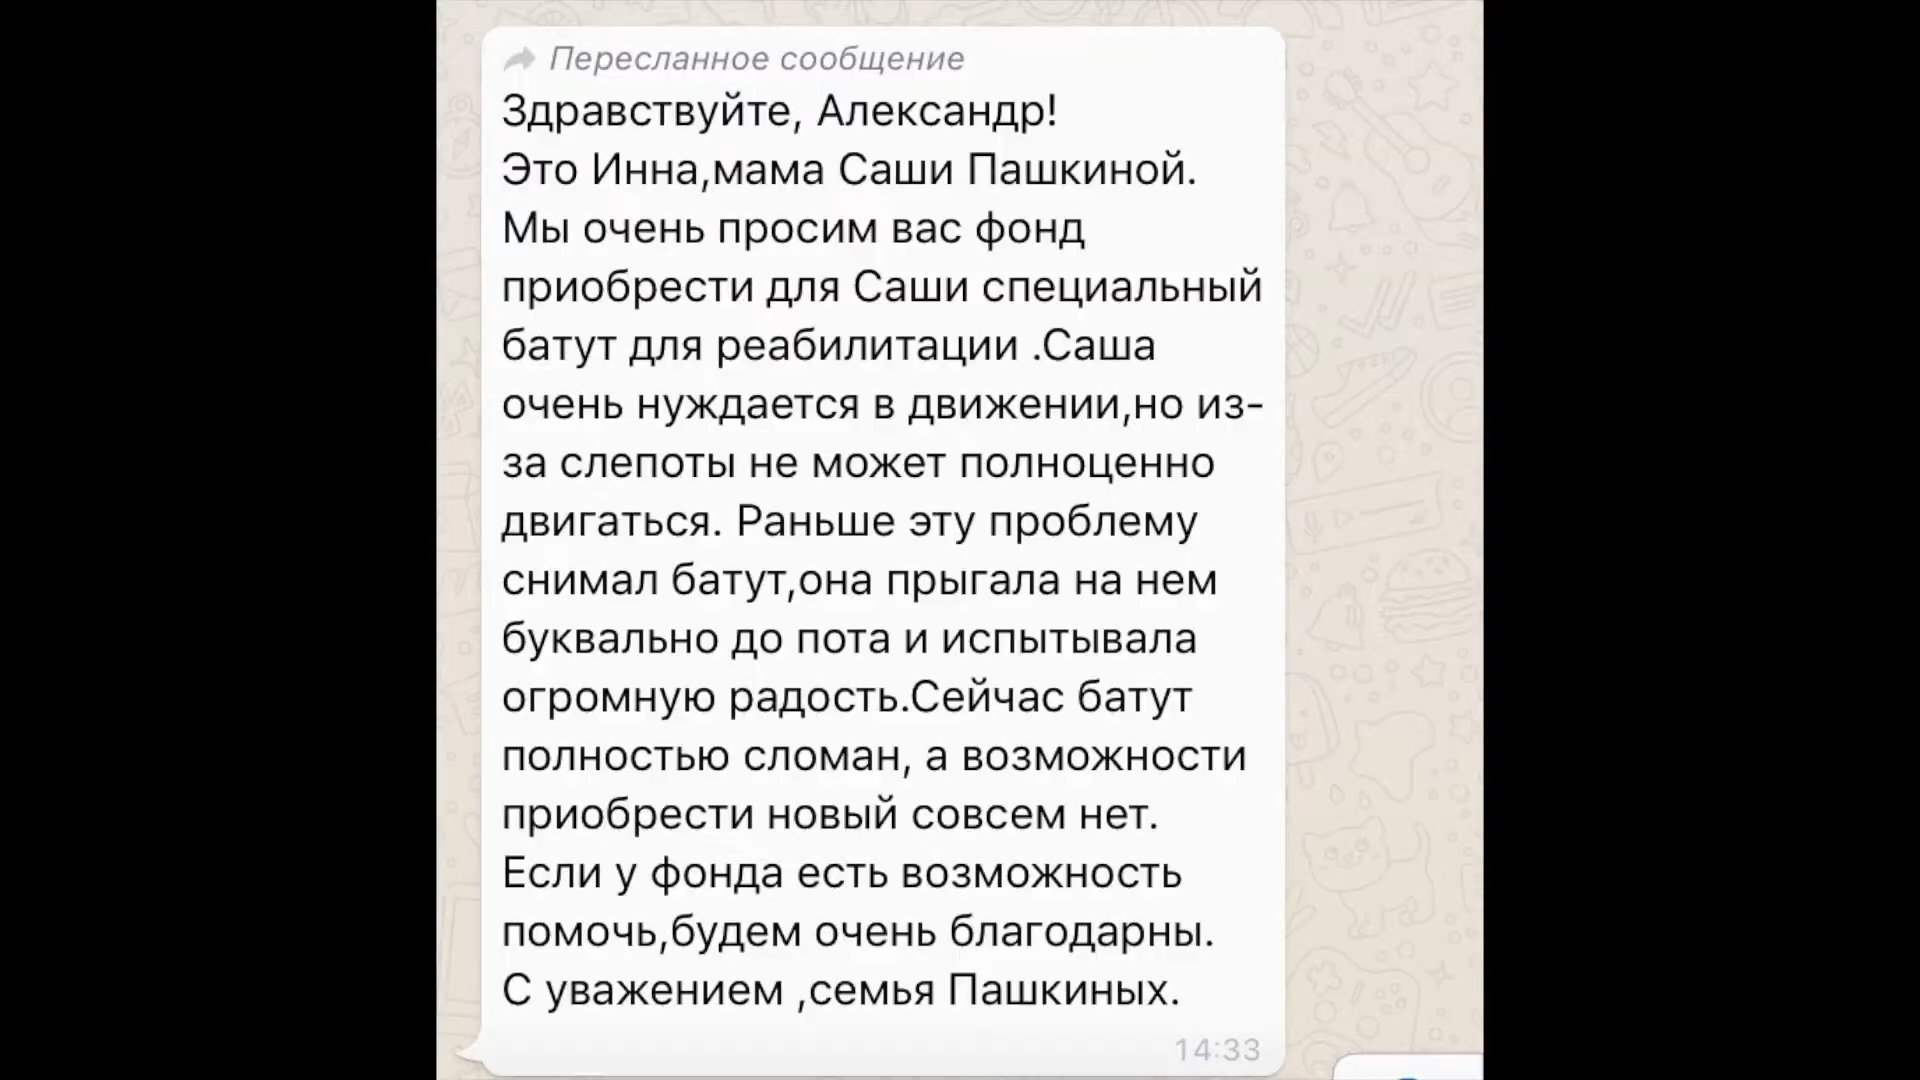 Пересланное сообщение
Здравствуйте, Александр!
Это Инна,мама Саши Пашкиной.
Мы очень просим вас фонд
приобрести для Саши специальный
батут для реабилитации .Саша
очень нуждается в движении,но из-
за слепоты не может полноценно
двигаться. Раньше эту проблему
снимал батут,она прыгала на нем
буквально до пота и испытывала
огромную радость.Сейчас батут
полностью сломан, а возможности
приобрести новый совсем нет.
Если у фонда есть возможность
помочь,будем очень благодарны.
С уважением ,семья Пашкиных.
14:33